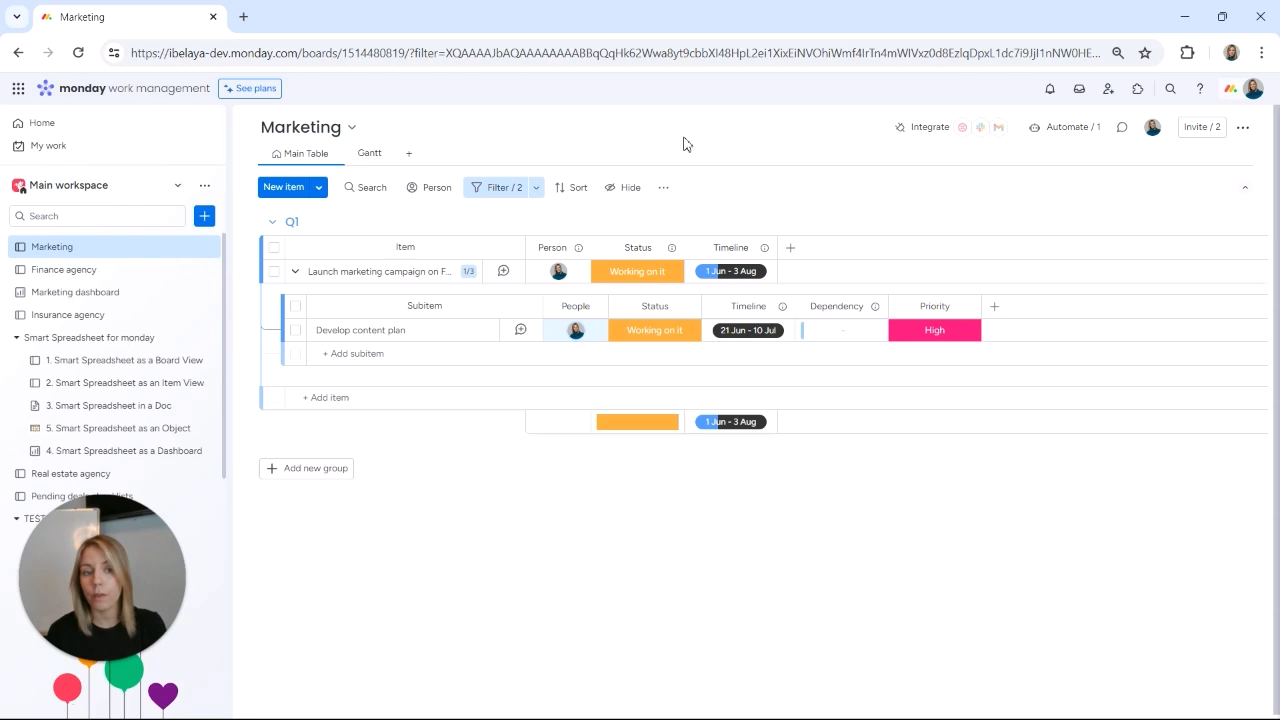 Marketing
https://ibelaya-dev.monday.com/boards/1514480819/?filter=
monday work management
See plans
Home
My work
Main workspace
Search
Marketing
Finance agency
Marketing dashboard
Insurance agency
Smart Spreadsheet for monday
1. Smart Spreadsheet as a Board View
2. Smart Spreadsheet as an Item View
3. Smart Spreadsheet in a Doc
5. Smart Spreadsheet as an Object
4. Smart Spreadsheet as a Dashboard
Real estate agency
Pending
TEST
Marketing
Integrate
Automate / 1
Invite / 2
Main Table
Gantt
New item
Search
Person
Filter / 2
Sort
Hide
Q1
Item
Person
Status
Timeline
Launch marketing campaign on F...
1/3
Working on it
1 Jun - 3 Aug
Subitem
People
Status
Timeline
Dependency
Priority
Develop content plan
Working on it
21 Jun - 10 Jul
-
High
+ Add subitem
+ Add item
1 Jun - 3 Aug
Add new group